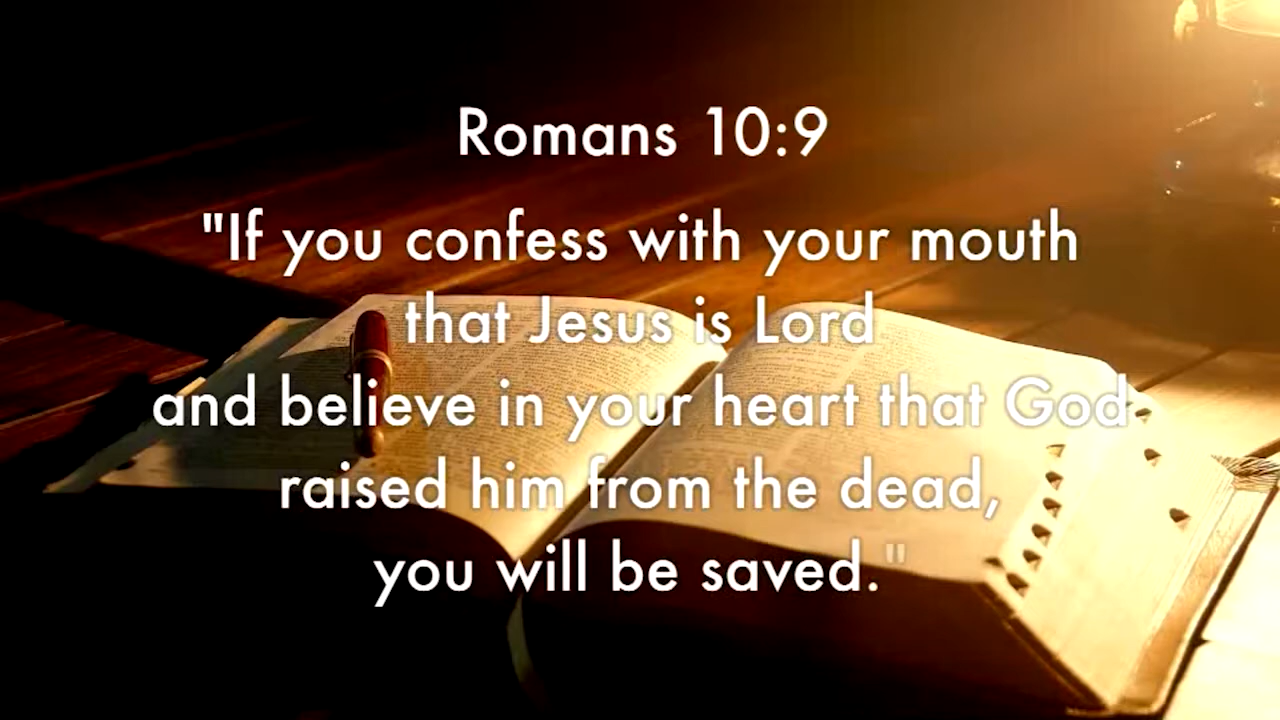 Romans 10:9
"If you confess with your mouth
that Jesus is Lord
and believe in your heart that God
raised him from the dead,
you will be saved."